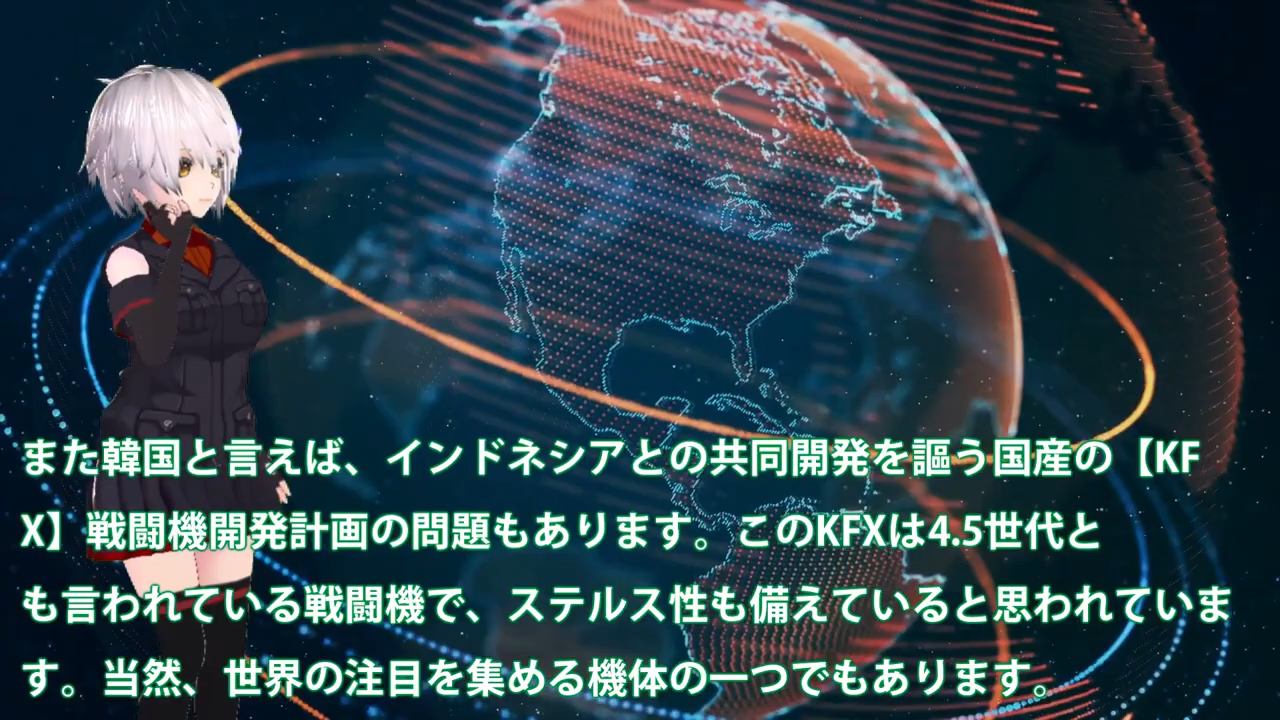 また韓国と言えば、インドネシアとの共同開発を謳う国産の【KF
X】戦闘機開発計画の問題もあります。このKFXは4.5世代と
も言われている戦闘機で、ステルス性も備えていると思われていま
す。当然、世界の注目を集める機体の一つでもあります。